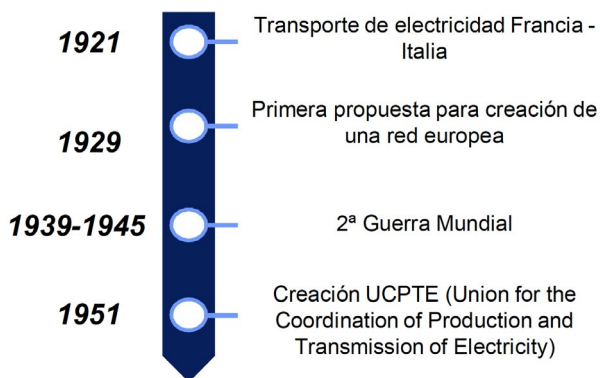 1921
Transporte de electricidad Francia -
Italia
1929
Primera propuesta para creación de
una red europea
1939-1945
2ª Guerra Mundial
1951
Creación UCPTE (Union for the
Coordination of Production and
Transmission of Electricity)